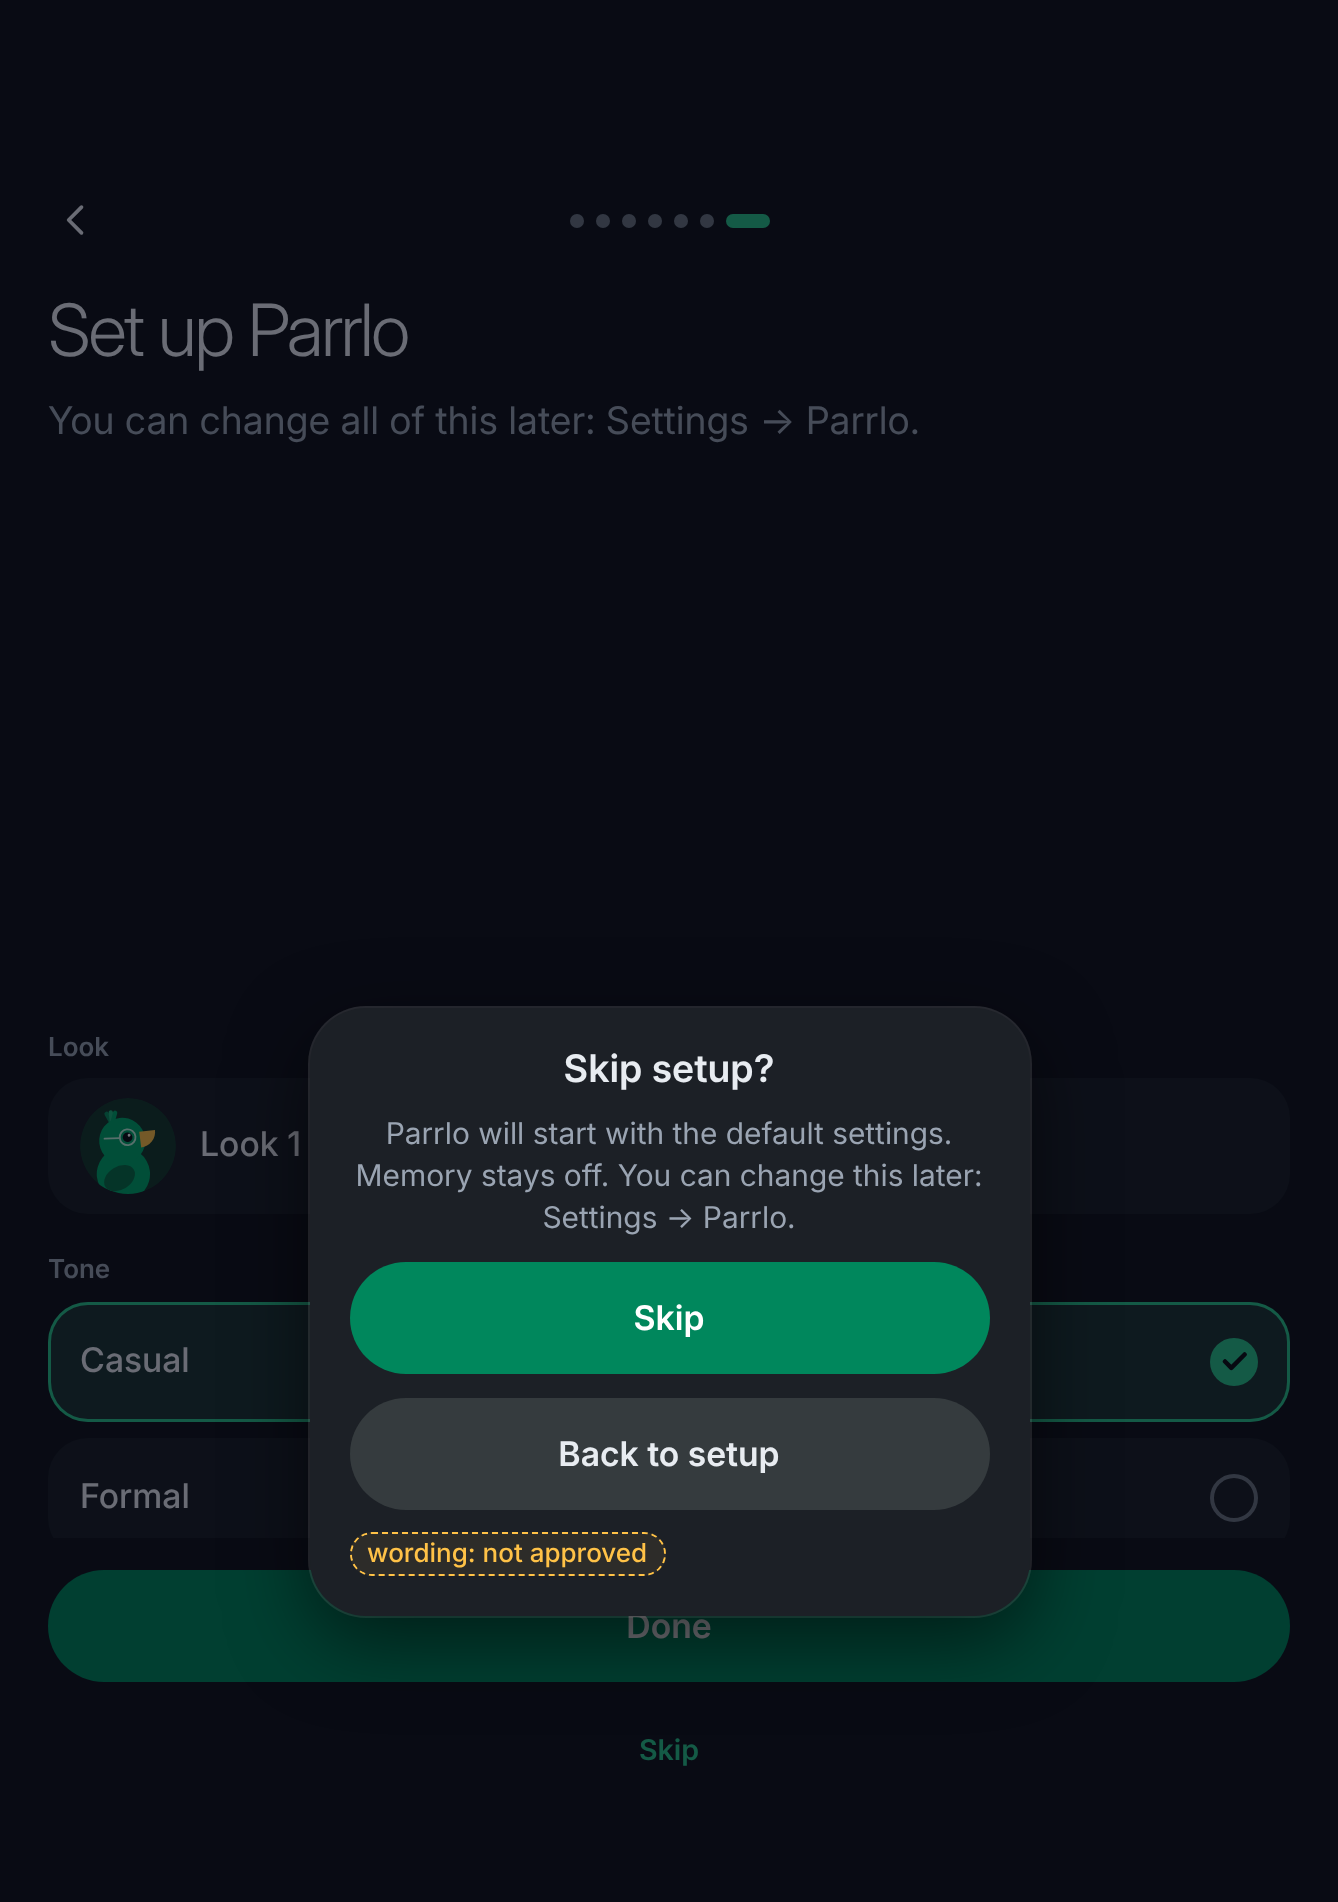 Set up Parrlo
You can change all of this later: Settings → Parrlo.
Look
Look 1
Skip setup?
Parrlo will start with the default settings.
Memory stays off. You can change this later:
Settings → Parrlo.
Tone
Casual
Skip
Back to setup
Formal
wording: not approved
Done
Skip